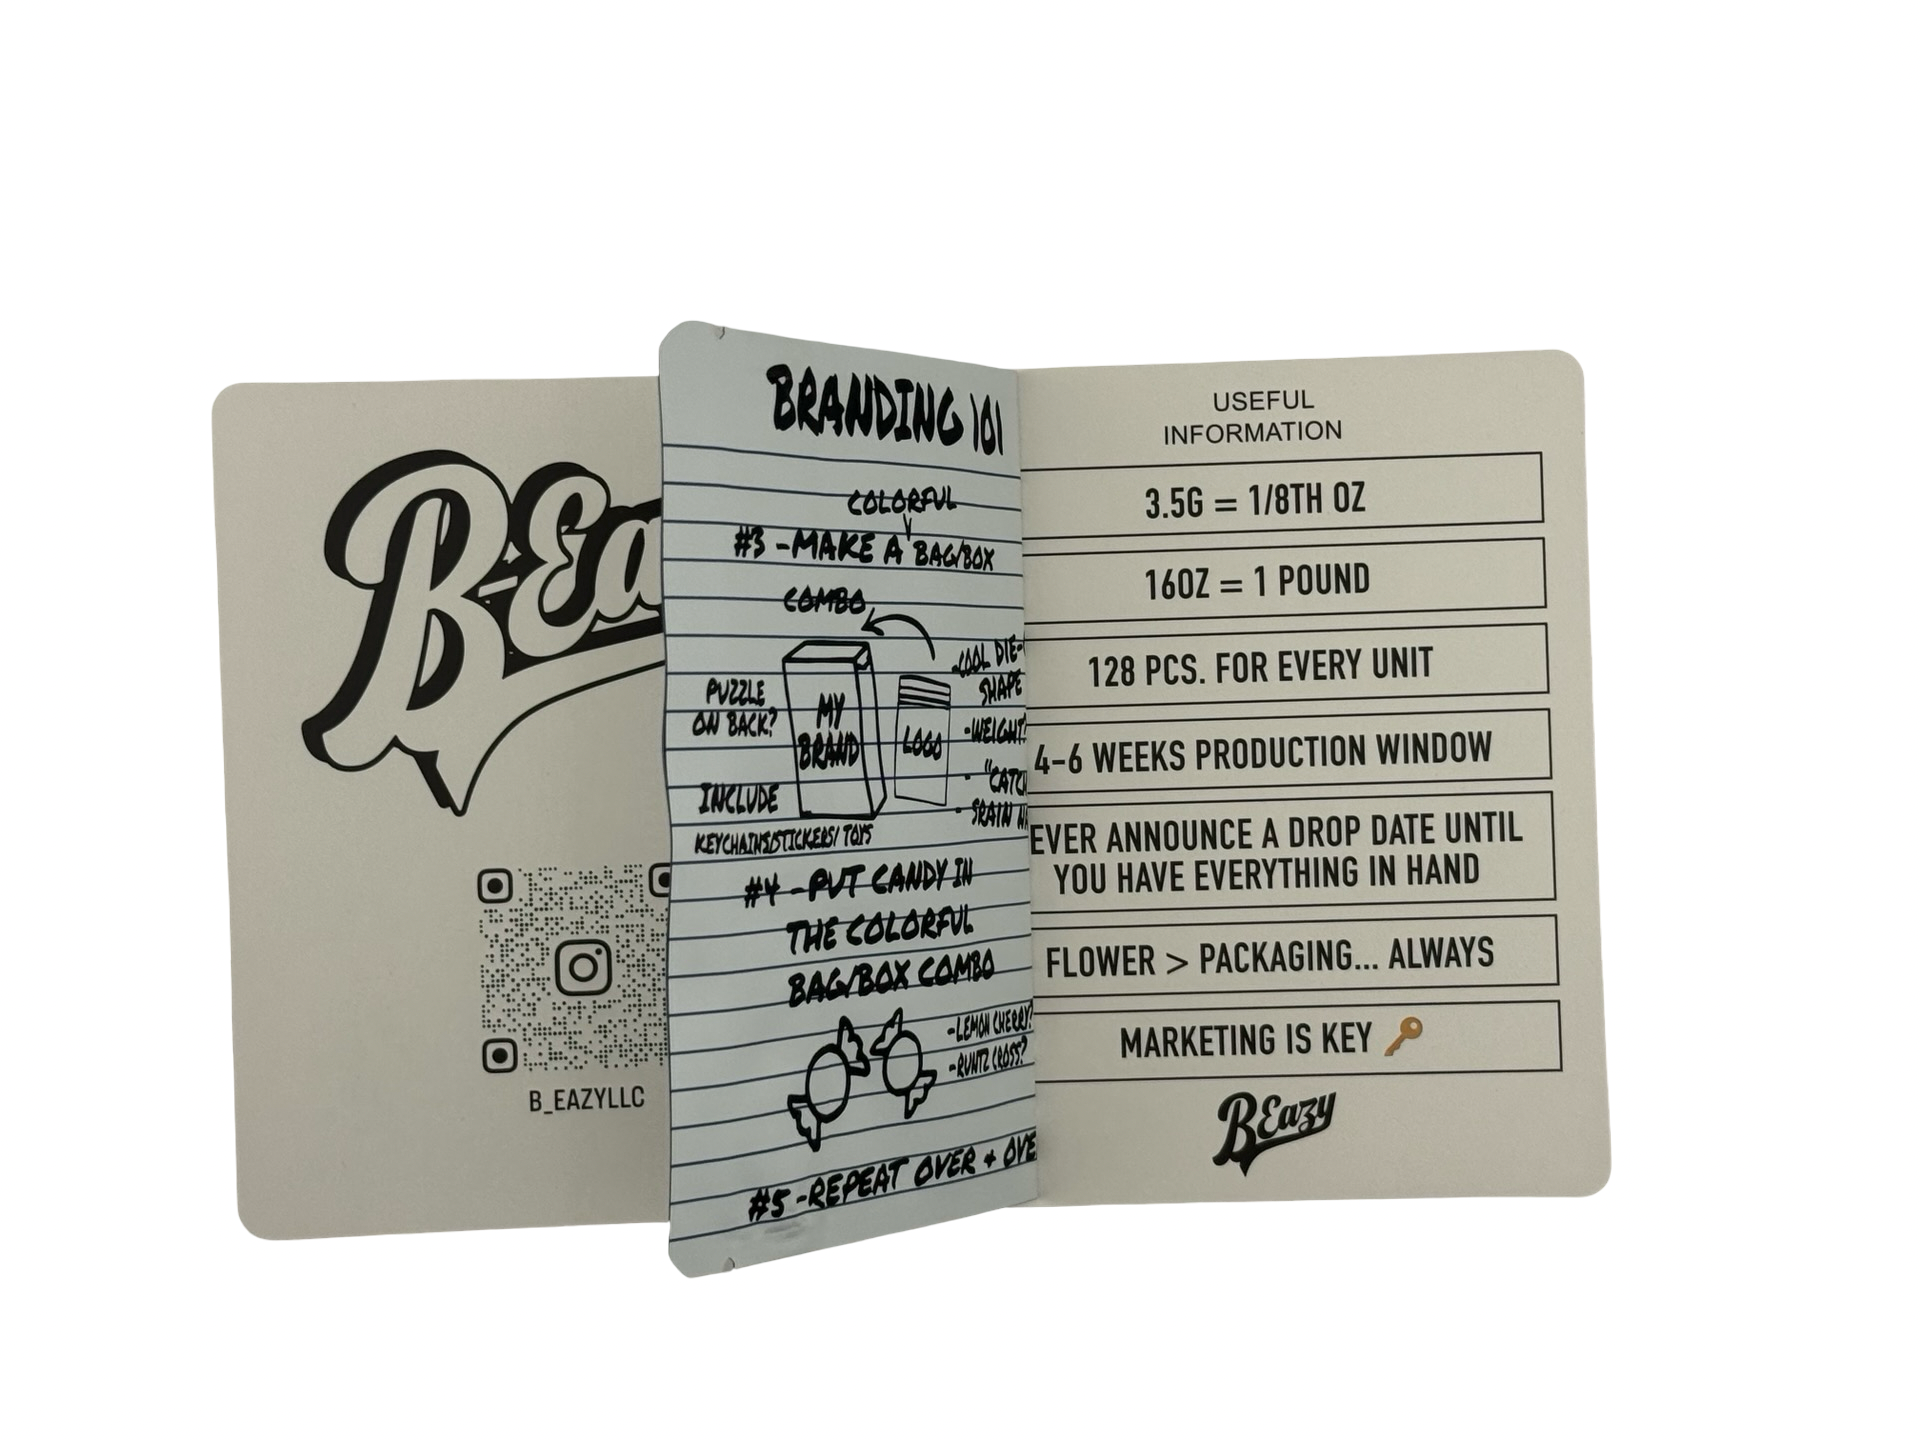 B-Ea
B_EAZYLLC
BRANDING 101
COLORFUL
#3 -MAKE A BAG/BOX
COMBO
PUZZLE
ON BACK?
MY
BRAND
LOGO
-COOL DIE-
SHAPE
-WEIGHT?
- "CATCH
- SRAIN NA
INCLUDE
KEYCHAINS/STICKERS/TOYS
#4 -PUT CANDY IN
THE COLORFUL
BAG/BOX COMBO
-LEMON CHERRY?
-RUNTZ CROSS?
#5 -REPEAT OVER + OVE
USEFUL
INFORMATION
3.5G = 1/8TH OZ
16OZ = 1 POUND
128 PCS. FOR EVERY UNIT
4-6 WEEKS PRODUCTION WINDOW
EVER ANNOUNCE A DROP DATE UNTIL
YOU HAVE EVERYTHING IN HAND
FLOWER > PACKAGING... ALWAYS
MARKETING IS KEY 🔑
B-Eazy